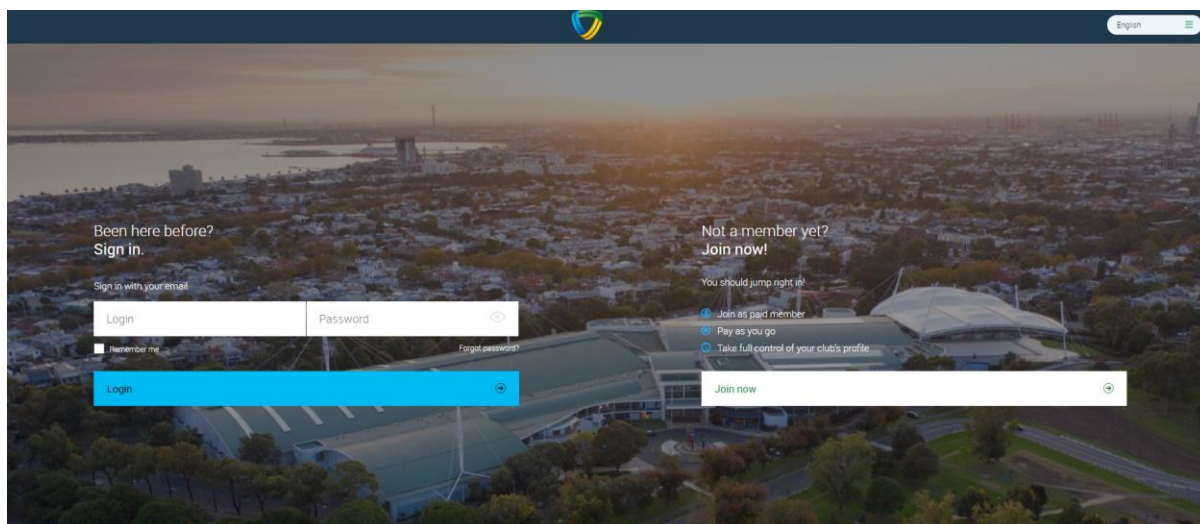 English
Been here before?
Sign in.
Sign in with your email
Login
Password
Remember me
Forgot password?
Login
Not a member yet?
Join now!
You should jump right in!
Join as paid member
Pay as you go
Take full control of your club's profile
Join now